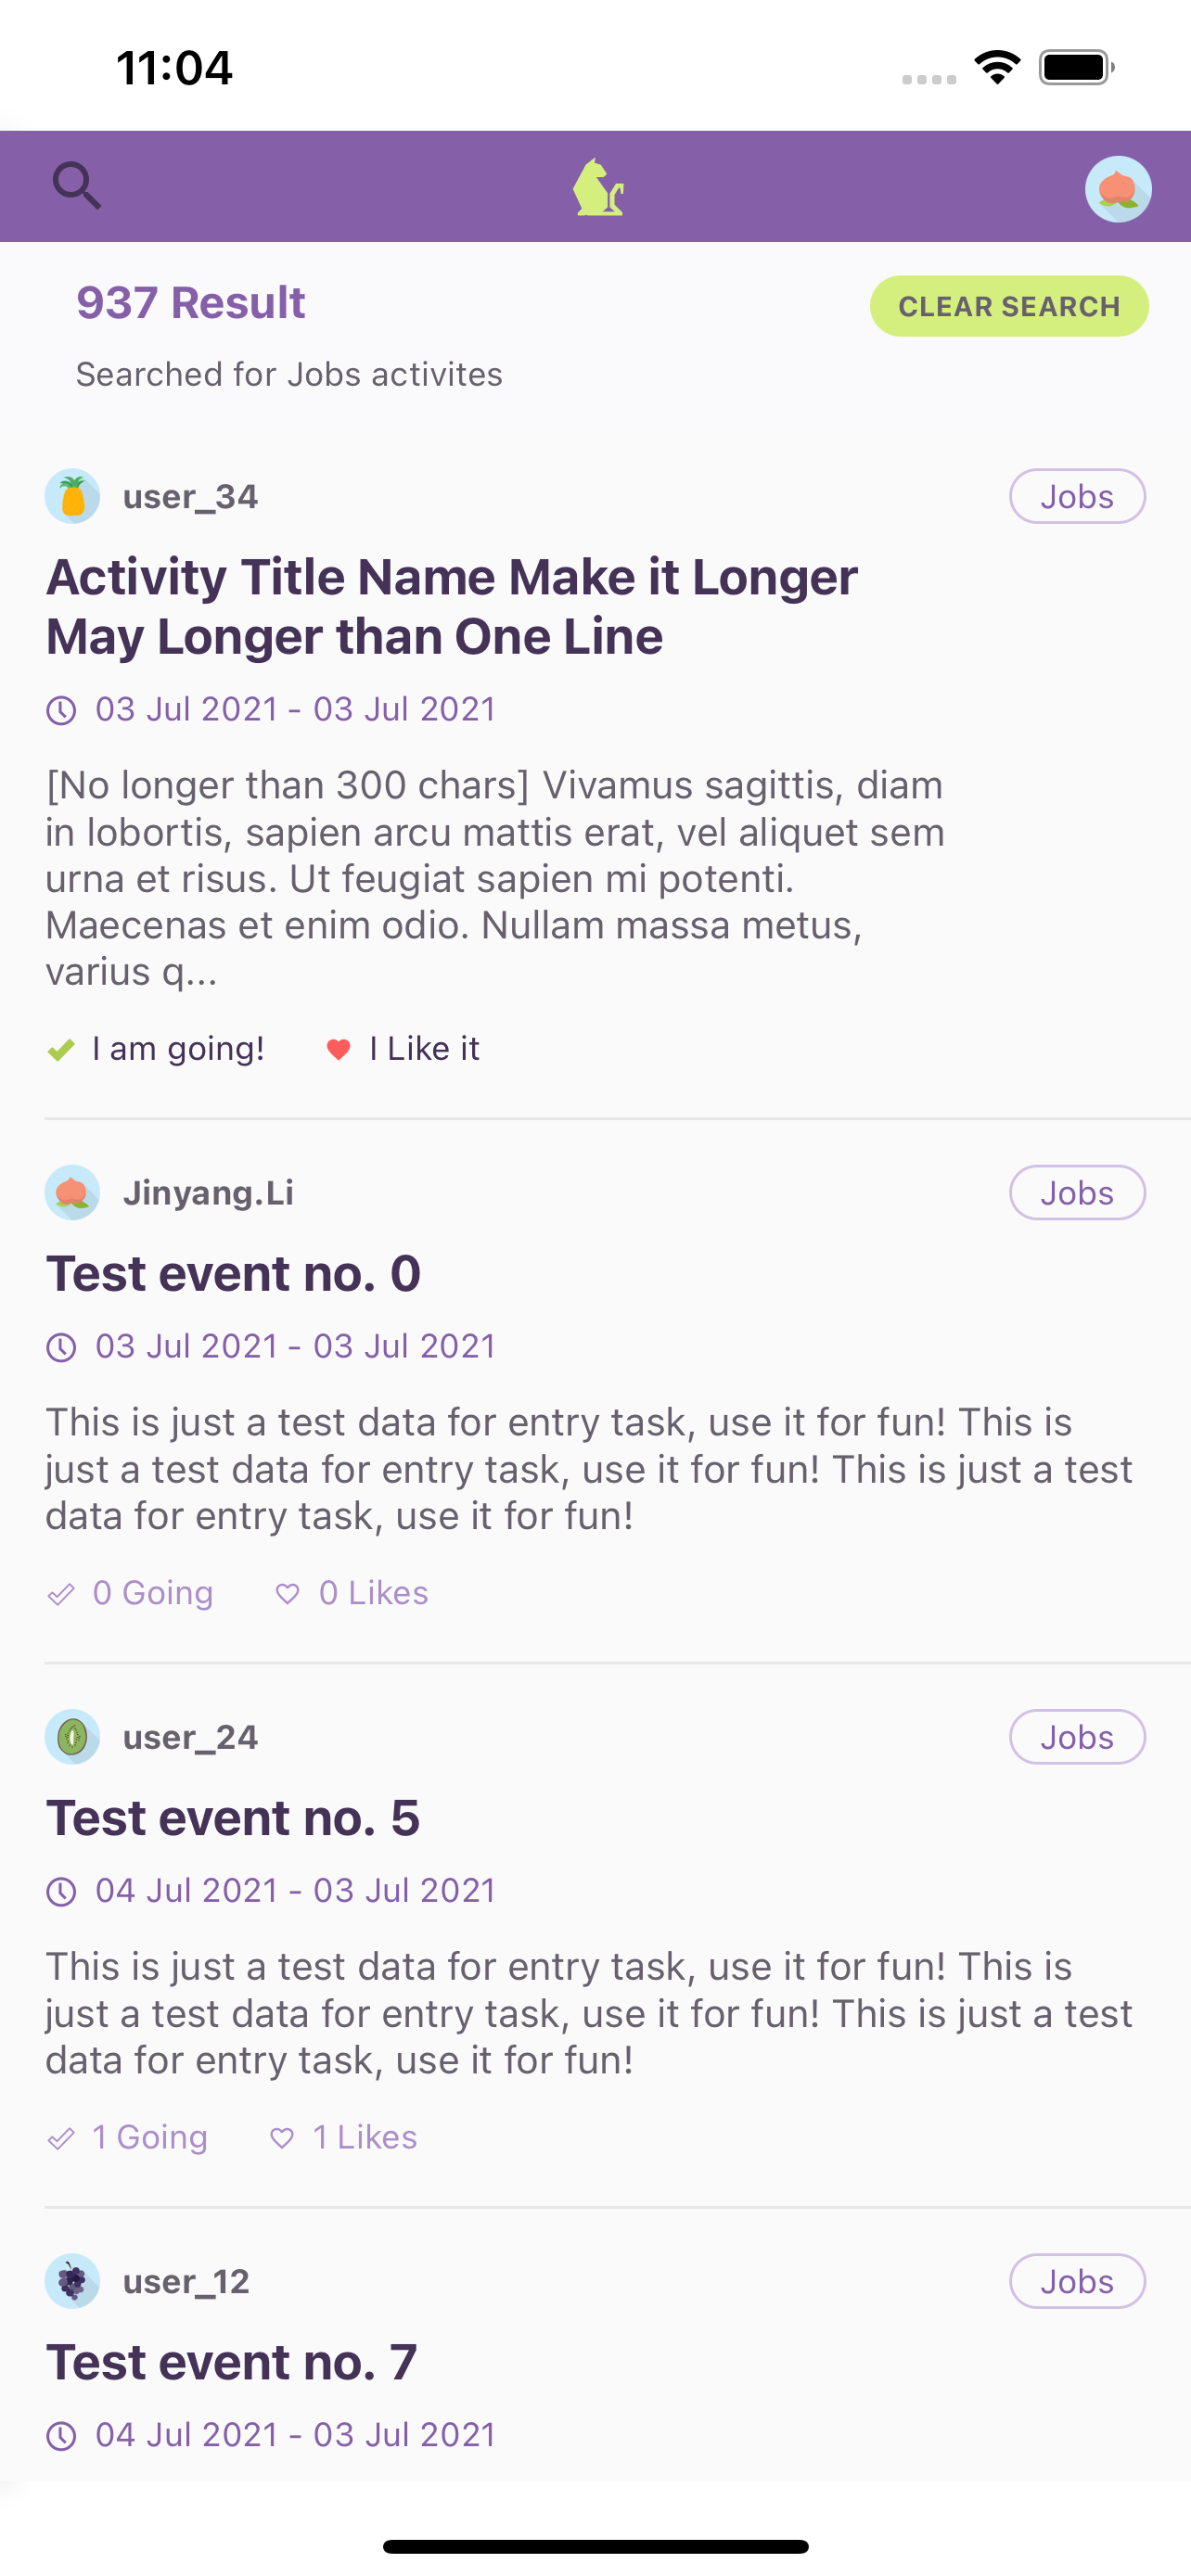 11:04
937 Result
CLEAR SEARCH
Searched for Jobs activites
user_34
Jobs
Activity Title Name Make it Longer
May Longer than One Line
03 Jul 2021 - 03 Jul 2021
[No longer than 300 chars] Vivamus sagittis, diam
in lobortis, sapien arcu mattis erat, vel aliquet sem
urna et risus. Ut feugiat sapien mi potenti.
Maecenas et enim odio. Nullam massa metus,
varius q...
I am going!
I Like it
Jinyang.Li
Jobs
Test event no. 0
03 Jul 2021 - 03 Jul 2021
This is just a test data for entry task, use it for fun! This is
just a test data for entry task, use it for fun! This is just a test
data for entry task, use it for fun!
0 Going
0 Likes
user_24
Jobs
Test event no. 5
04 Jul 2021 - 03 Jul 2021
This is just a test data for entry task, use it for fun! This is
just a test data for entry task, use it for fun! This is just a test
data for entry task, use it for fun!
1 Going
1 Likes
user_12
Jobs
Test event no. 7
04 Jul 2021 - 03 Jul 2021